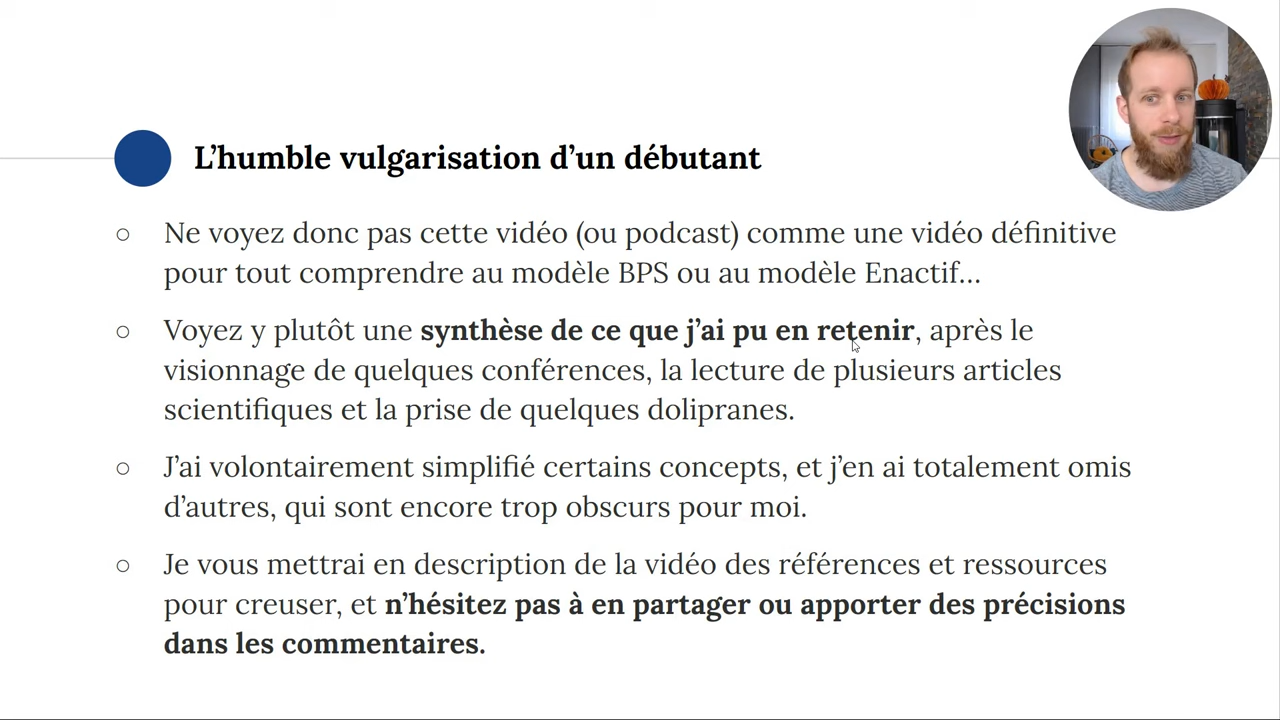 L’humble vulgarisation d’un débutant
○ Ne voyez donc pas cette vidéo (ou podcast) comme une vidéo définitive
pour tout comprendre au modèle BPS ou au modèle Enactif…
○ Voyez y plutôt une synthèse de ce que j’ai pu en retenir, après le
visionnage de quelques conférences, la lecture de plusieurs articles
scientifiques et la prise de quelques dolipranes.
○ J’ai volontairement simplifié certains concepts, et j’en ai totalement omis
d’autres, qui sont encore trop obscurs pour moi.
○ Je vous mettrai en description de la vidéo des références et ressources
pour creuser, et n’hésitez pas à en partager ou apporter des précisions
dans les commentaires.